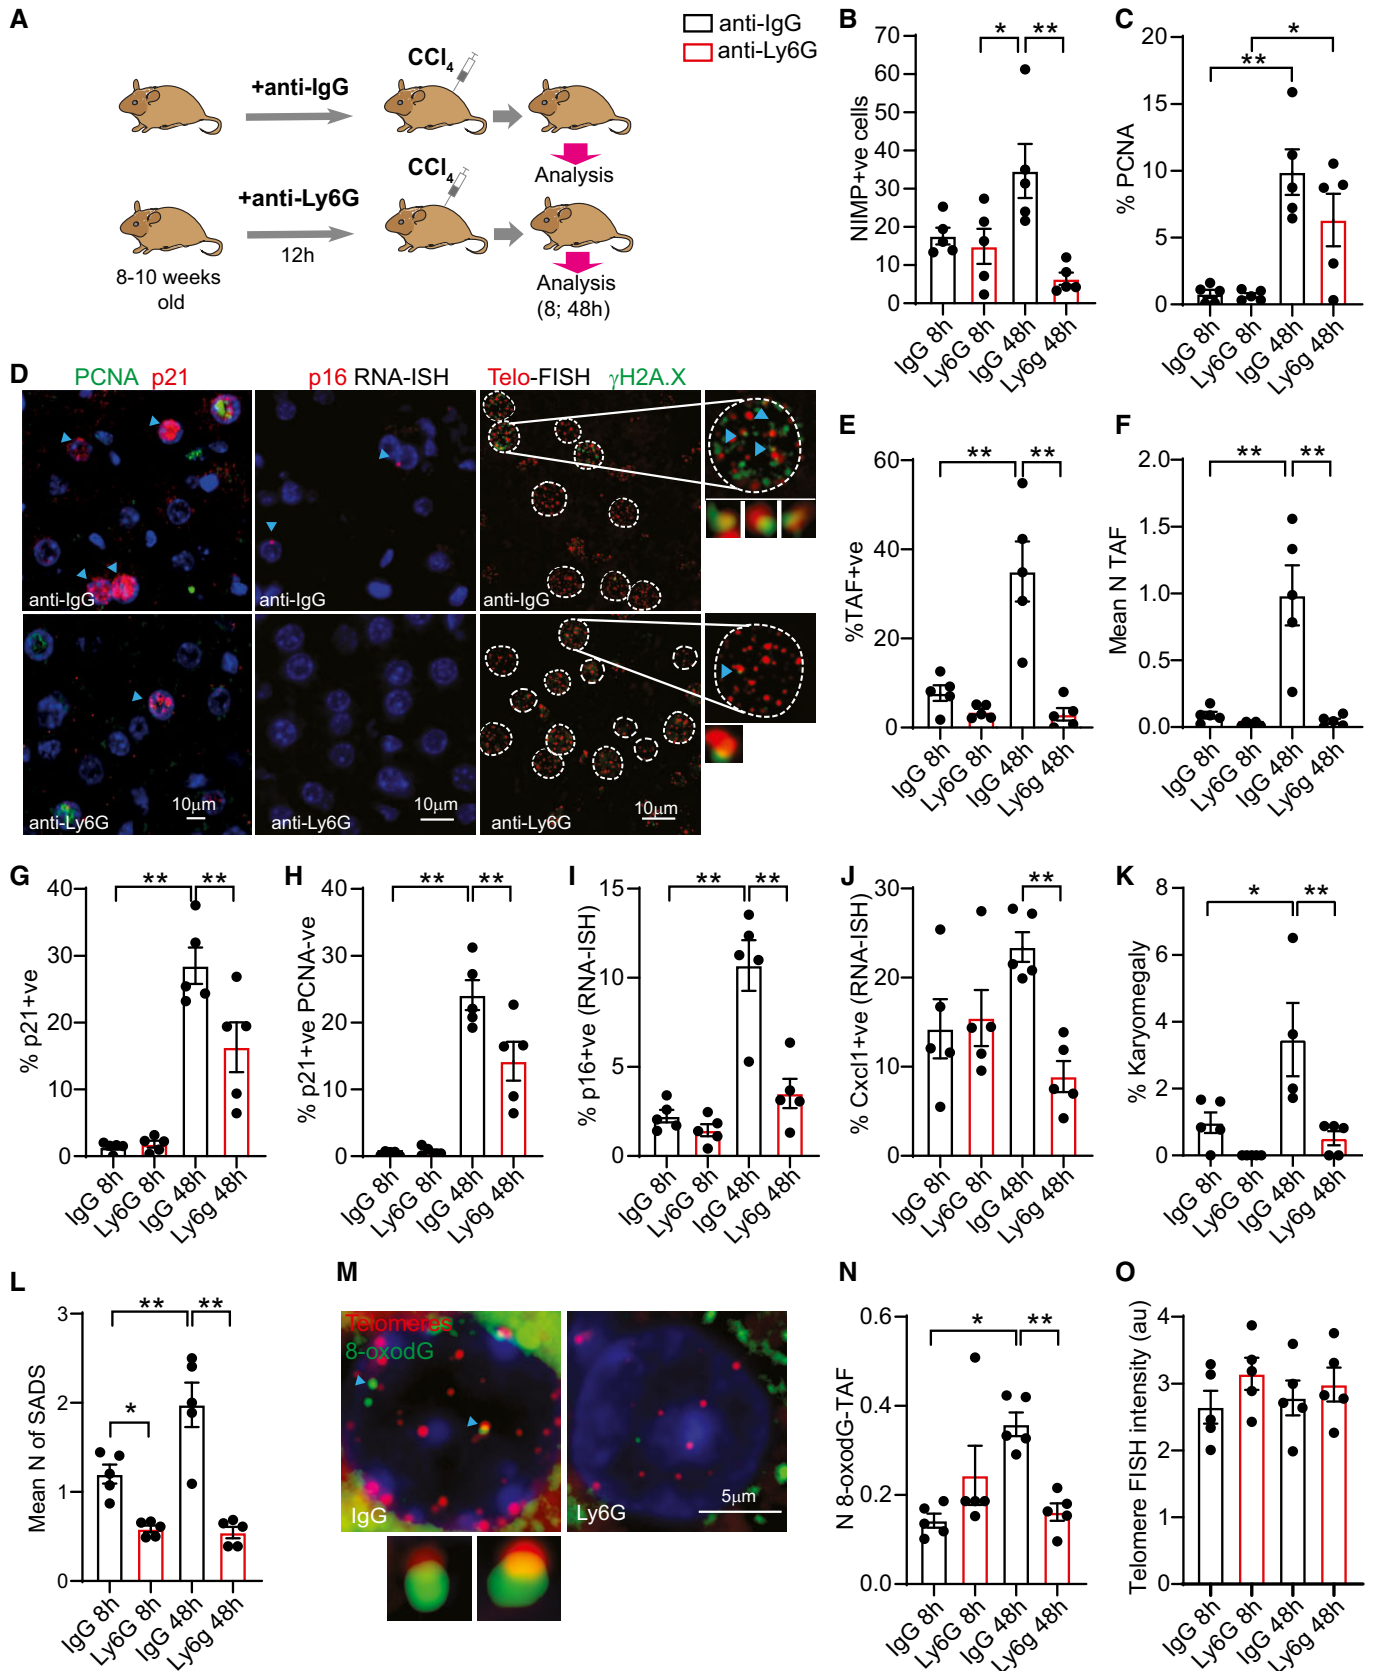 A
+anti-IgG
CCl4
Analysis
+anti-Ly6G
CCl4
12h
8-10 weeks
old
Analysis
(8; 48h)
anti-IgG
anti-Ly6G
B
NIMP+ve cells
70
60
50
40
30
20
10
0
* **
IgG 8h
Ly6G 8h
IgG 48h
Ly6g 48h
C
% PCNA
20
15
10
5
0
*
**
IgG 8h
Ly6G 8h
IgG 48h
Ly6g 48h
D
PCNA p21
p16 RNA-ISH
Telo-FISH γH2A.X
anti-IgG
anti-IgG
anti-IgG
anti-Ly6G
10μm
anti-Ly6G
10μm
anti-Ly6G
10μm
E
%TAF+ve
60
40
20
0
** **
IgG 8h
Ly6G 8h
IgG 48h
Ly6g 48h
F
Mean N TAF
2.0
1.5
1.0
0.5
0.0
** **
IgG 8h
Ly6G 8h
IgG 48h
Ly6g 48h
G
% p21+ve
40
30
20
10
0
** **
IgG 8h
Ly6G 8h
IgG 48h
Ly6g 48h
H
% p21+ve PCNA-ve
40
30
20
10
0
** **
IgG 8h
Ly6G 8h
IgG 48h
Ly6g 48h
I
% p16+ve (RNA-ISH)
15
10
5
0
** **
IgG 8h
Ly6G 8h
IgG 48h
Ly6g 48h
J
% Cxcl1+ve (RNA-ISH)
30
20
10
0
**
IgG 8h
Ly6G 8h
IgG 48h
Ly6g 48h
K
% Karyomegaly
8
6
4
2
0
* **
IgG 8h
Ly6G 8h
IgG 48h
Ly6g 48h
L
Mean N of SADS
3
2
1
0
** **
*
IgG 8h
Ly6G 8h
IgG 48h
Ly6g 48h
M
Telomeres
8-oxodG
IgG
Ly6G
5μm
N
N 8-oxodG-TAF
0.6
0.4
0.2
0.0
* **
IgG 8h
Ly6G 8h
IgG 48h
Ly6g 48h
O
Telomere FISH intensity (au)
4
3
2
1
0
IgG 8h
Ly6G 8h
IgG 48h
Ly6g 48h